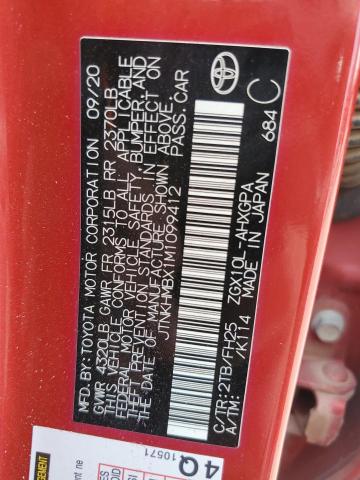 MFD.BY:TOYOTA MOTOR CORPORATION 09/20
GVWR 4320LB GAWR FR 2315LB RR 2370LB
THIS VEHICLE CONFORMS TO ALL APPLICABLE
FEDERAL MOTOR VEHICLE SAFETY, BUMPER, AND
THEFT PREVENTION STANDARDS IN EFFECT ON
THE DATE OF MANUFACTURE SHOWN ABOVE.
JTNKHMBX1M1099412 PASS.CAR
C/TR:2TB/FH25 ZGX10L-AHXGPA
A/TM: /K114 MADE IN JAPAN 684
C
TOYOTA
4Q
10571